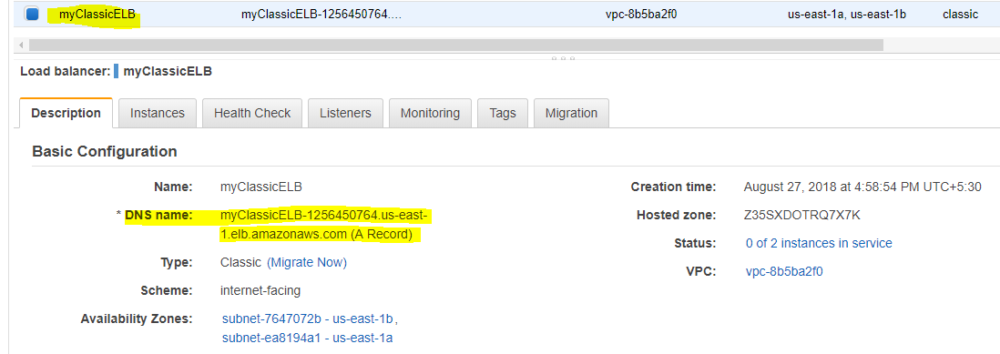 myClassicELB myClassicELB-1256450764.... vpc-8b5ba2f0 us-east-1a, us-east-1b classic
Load balancer: myClassicELB
Description Instances Health Check Listeners Monitoring Tags Migration
Basic Configuration
Name: myClassicELB Creation time: August 27, 2018 at 4:58:54 PM UTC+5:30
* DNS name: myClassicELB-1256450764.us-east- Hosted zone: Z35SXDOTRQ7X7K
1.elb.amazonaws.com (A Record)
Status: 0 of 2 instances in service
Type: Classic (Migrate Now)
VPC: vpc-8b5ba2f0
Scheme: internet-facing
Availability Zones: subnet-7647072b - us-east-1b,
subnet-ea8194a1 - us-east-1a